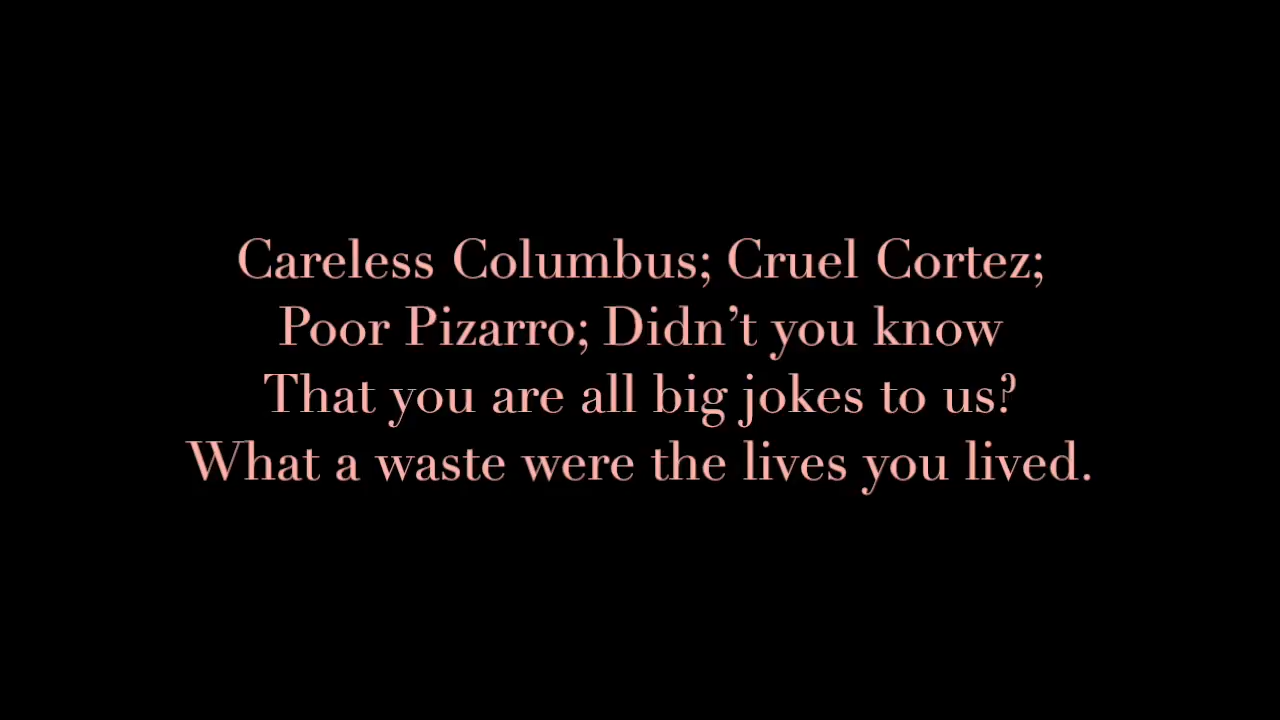 Careless Columbus; Cruel Cortez;
Poor Pizarro; Didn’t you know
That you are all big jokes to us?
What a waste were the lives you lived.